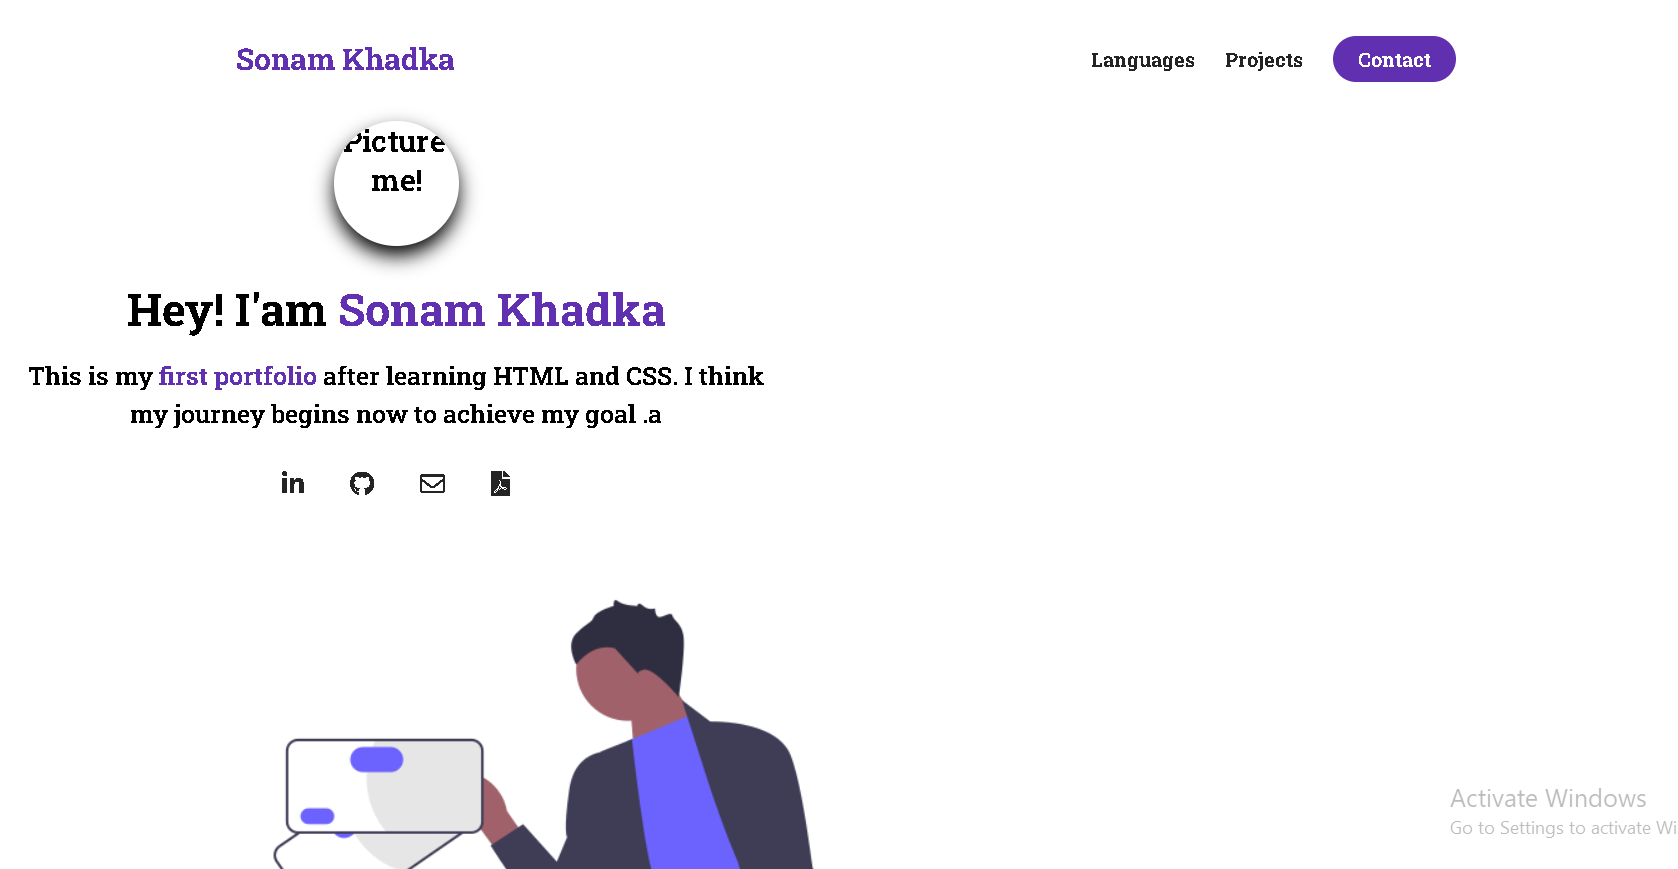 Sonam Khadka
Languages Projects Contact
Picture
me!
Hey! I'am Sonam Khadka
This is my first portfolio after learning HTML and CSS. I think
my journey begins now to achieve my goal .a
in
Activate Windows
Go to Settings to activate Wi